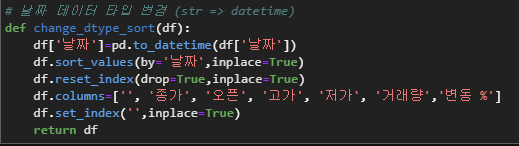 # 날짜 데이터 타입 변경 (str => datetime)
def change_dtype_sort(df):
    df['날짜']=pd.to_datetime(df['날짜'])
    df.sort_values(by='날짜',inplace=True)
    df.reset_index(drop=True,inplace=True)
    df.columns=['', '종가', '오픈', '고가', '저가', '거래량','변동 %']
    df.set_index('',inplace=True)
    return df